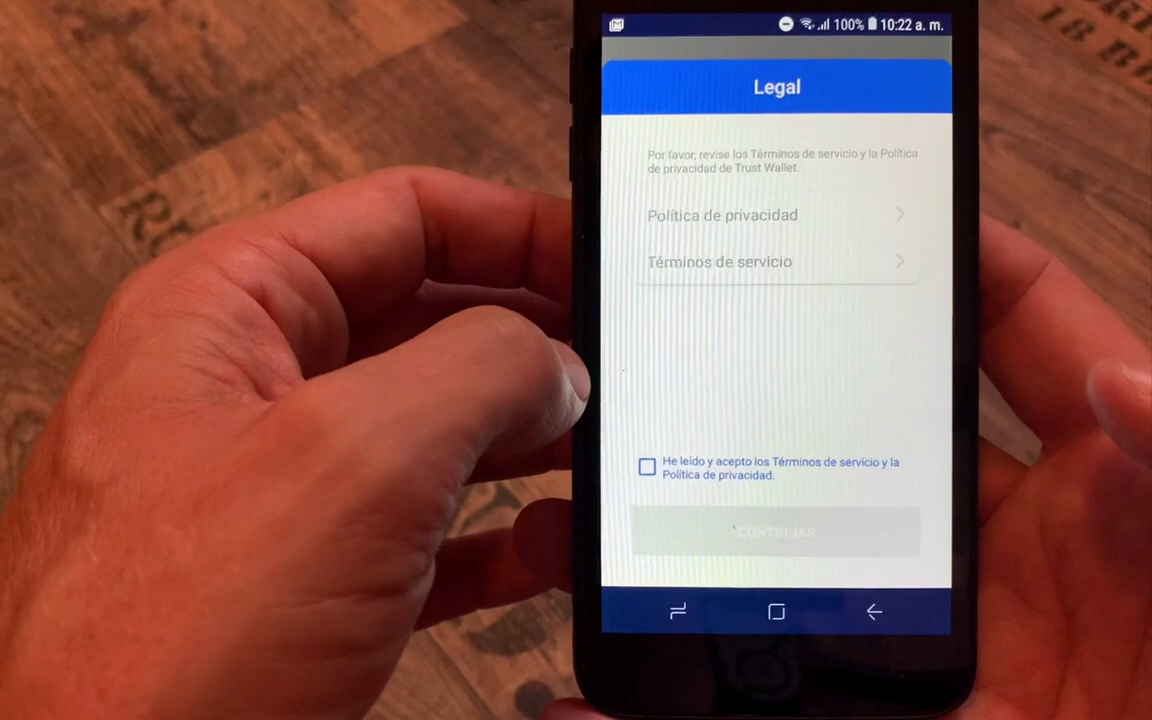 100% 10:22 a. m.
Legal
Por favor, revise los Términos de servicio y la Política
de privacidad de Trust Wallet.
Política de privacidad
Términos de servicio
He leído y acepto los Términos de servicio y la
Política de privacidad.
CONTINUAR